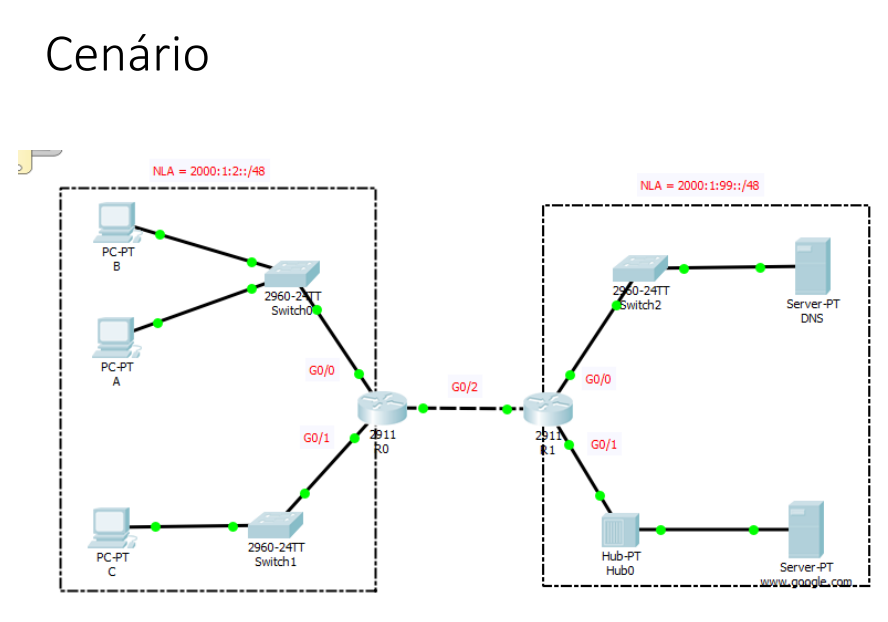 Cenário
NLA = 2000:1:2::/48
NLA = 2000:1:99::/48
PC-PT
B
2960-24TT
Switch0
2960-24TT
Switch2
Server-PT
DNS
PC-PT
A
G0/0
G0/2
G0/0
2911
R0
2911
R1
G0/1
G0/1
PC-PT
C
2960-24TT
Switch1
Hub-PT
Hub0
Server-PT
www.google.com